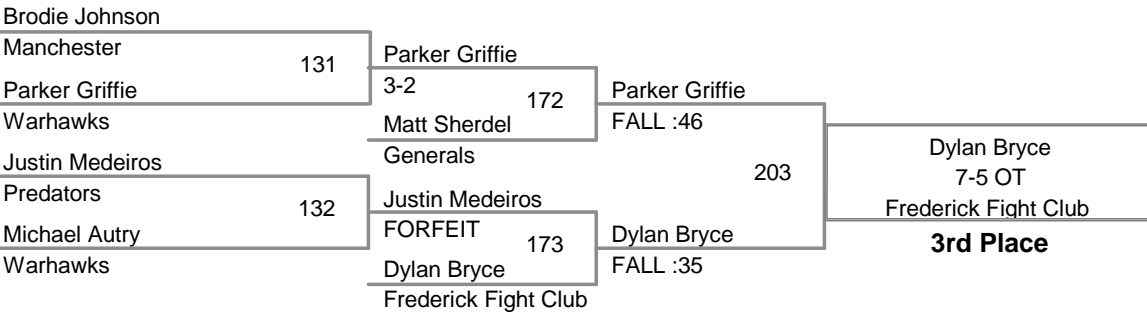 Brodie Johnson
Manchester
131
Parker Griffie
Warhawks
Justin Medeiros
Predators
132
Michael Autry
Warhawks
Parker Griffie
3-2
172
Matt Sherdel
Generals
Justin Medeiros
FORFEIT
173
Dylan Bryce
Frederick Fight Club
Parker Griffie
FALL :46
203
Dylan Bryce
FALL :35
Dylan Bryce
7-5 OT
Frederick Fight Club
3rd Place